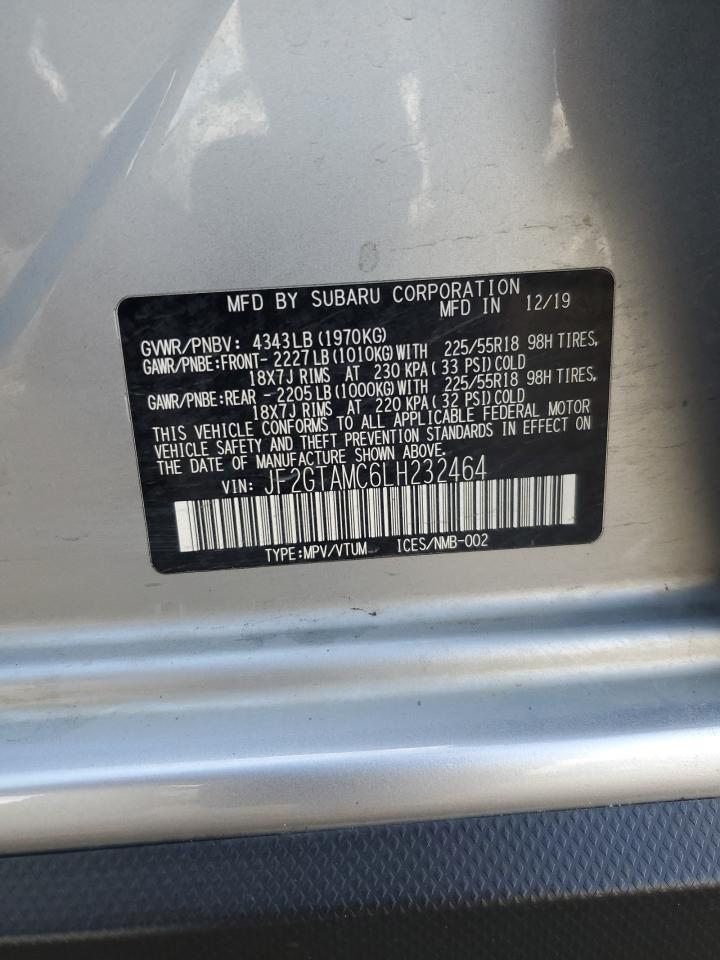 MFD BY SUBARU CORPORATION
MFD IN 12/19
GVWR/PNBV: 4343LB(1970KG)
GAWR/PNBE:FRONT-2227LB(1010KG)WITH 225/55R18 98H TIRES,
18X7J RIMS AT 230 KPA(33 PSI)COLD
GAWR/PNBE:REAR -2205LB(1000KG)WITH 225/55R18 98H TIRES,
18X7J RIMS AT 220 KPA(32 PSI)COLD
THIS VEHICLE CONFORMS TO ALL APPLICABLE FEDERAL MOTOR
VEHICLE SAFETY AND THEFT PREVENTION STANDARDS IN EFFECT ON
THE DATE OF MANUFACTURE SHOWN ABOVE.
VIN: JF2GTAMC6LH232464
TYPE:MPV/VTUM ICES/NMB-002